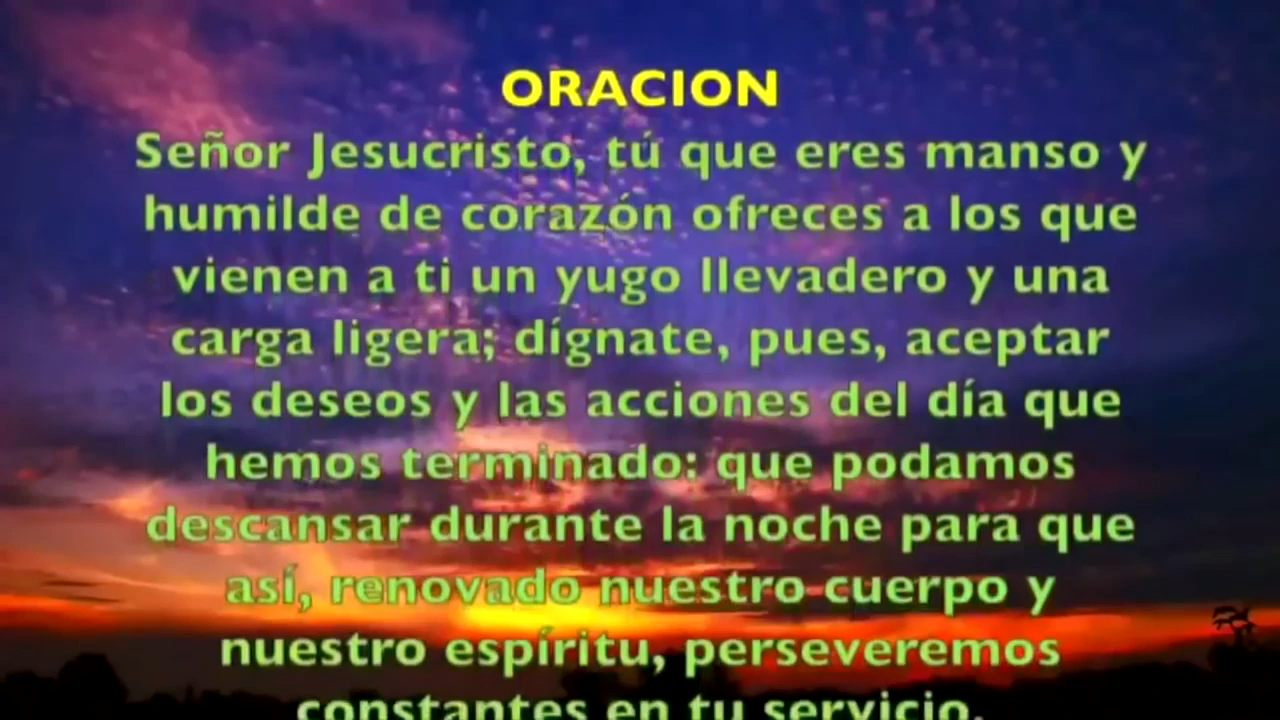 ORACION
Señor Jesucristo, tú que eres manso y
humilde de corazón ofreces a los que
vienen a ti un yugo llevadero y una
carga ligera; dígnate, pues, aceptar
los deseos y las acciones del día que
hemos terminado: que podamos
descansar durante la noche para que
así, renovado nuestro cuerpo y
nuestro espíritu, perseveremos
constantes en tu servicio.